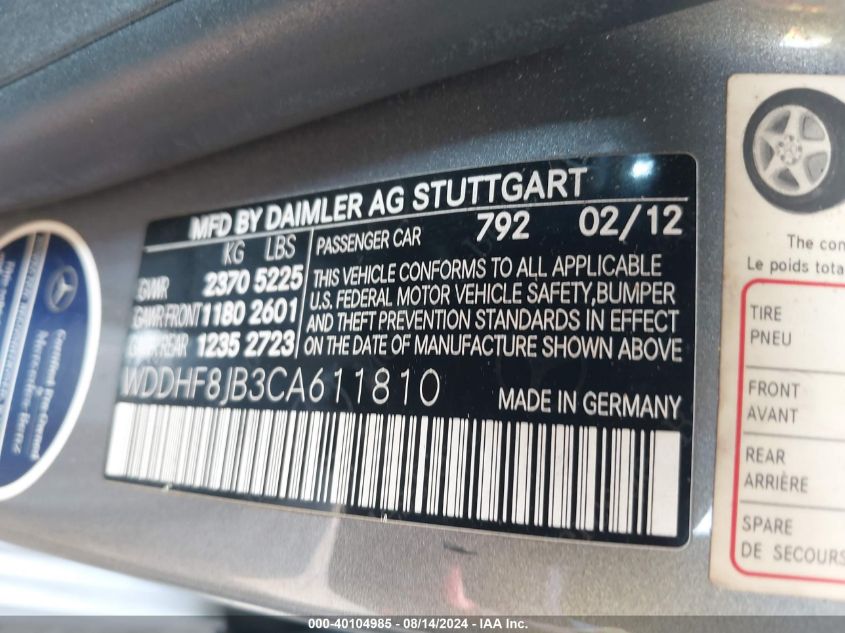 MFD BY DAIMLER AG STUTTGART
KG LBS
PASSENGER CAR 792 02/12
GVWR 2370 5225
GAWR FRONT 1180 2601
GAWR REAR 1235 2723
THIS VEHICLE CONFORMS TO ALL APPLICABLE
U.S. FEDERAL MOTOR VEHICLE SAFETY, BUMPER
AND THEFT PREVENTION STANDARDS IN EFFECT
ON THE DATE OF MANUFACTURE SHOWN ABOVE
WDDHF8JB3CA611810
MADE IN GERMANY
The com
Le poids tota
TIRE
PNEU
FRONT
AVANT
REAR
ARRIÈRE
SPARE
DE SECOURS
000-40104985 - 08/14/2024 - IAA Inc.